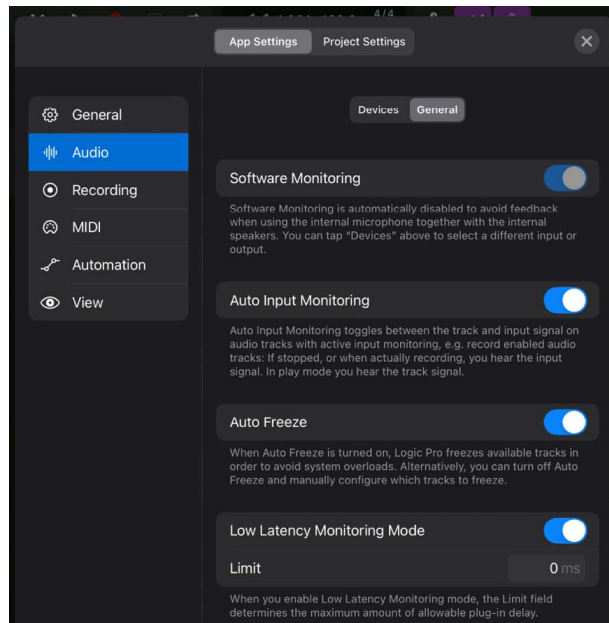 4/4
App Settings
Project Settings
Devices
General
General
Audio
Recording
MIDI
Automation
View
Software Monitoring
Software Monitoring is automatically disabled to avoid feedback
when using the internal microphone together with the internal
speakers. You can tap "Devices" above to select a different input or
output.
Auto Input Monitoring
Auto Input Monitoring toggles between the track and input signal on
audio tracks with active input monitoring, e.g. record enabled audio
tracks: If stopped, or when actually recording, you hear the input
signal. In play mode you hear the track signal.
Auto Freeze
When Auto Freeze is turned on, Logic Pro freezes available tracks in
order to avoid system overloads. Alternatively, you can turn off Auto
Freeze and manually configure which tracks to freeze.
Low Latency Monitoring Mode
Limit
0 ms
When you enable Low Latency Monitoring mode, the Limit field
determines the maximum amount of allowable plug-in delay.